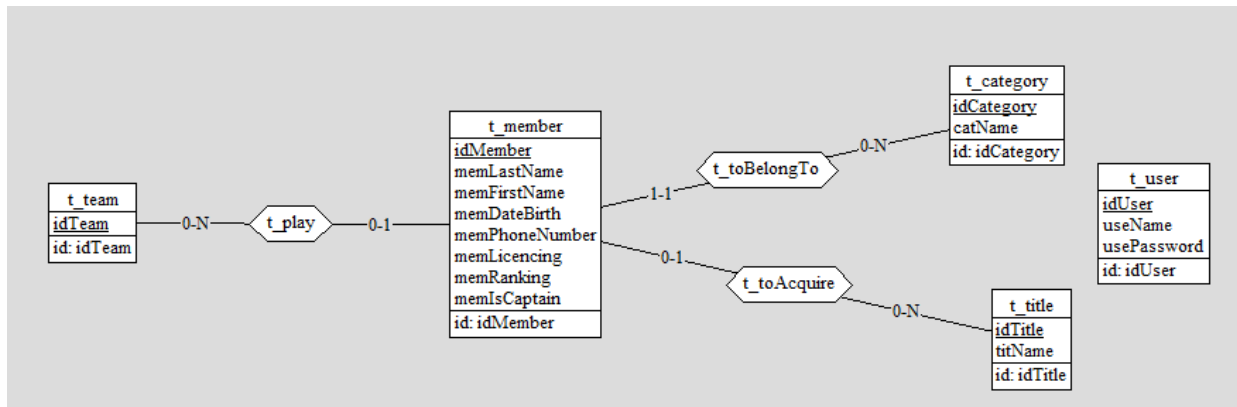 t_team
idTeam
id: idTeam
0-N
t_play
0-1
t_member
idMember
memLastName
memFirstName
memDateBirth
memPhoneNumber
memLicencing
memRanking
memIsCaptain
id: idMember
1-1
t_toBelongTo
0-N
t_category
idCategory
catName
id: idCategory
0-1
t_toAcquire
0-N
t_title
idTitle
titName
id: idTitle
t_user
idUser
useName
usePassword
id: idUser